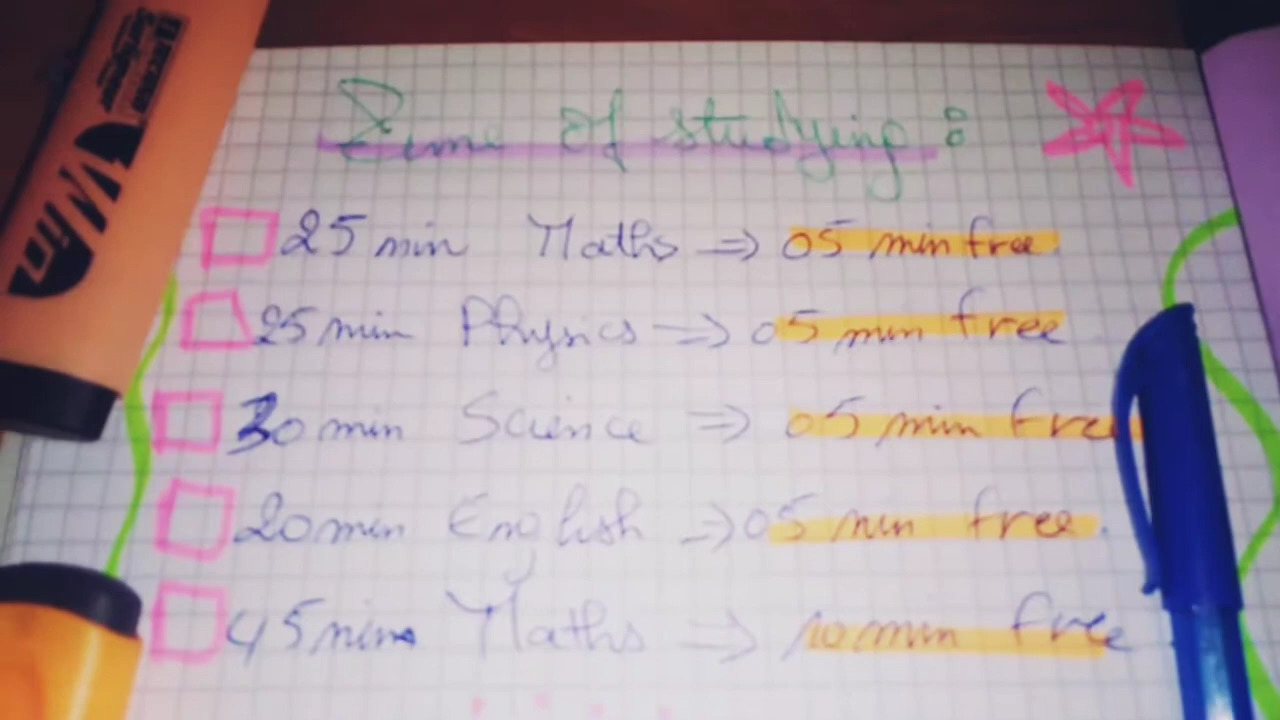 Time of studying :
25 min Maths => 05 min free.
25 min Physics => 05 min free.
30 min Science => 05 min free
20 min English => 05 min free.
45 min Maths => 10 min free